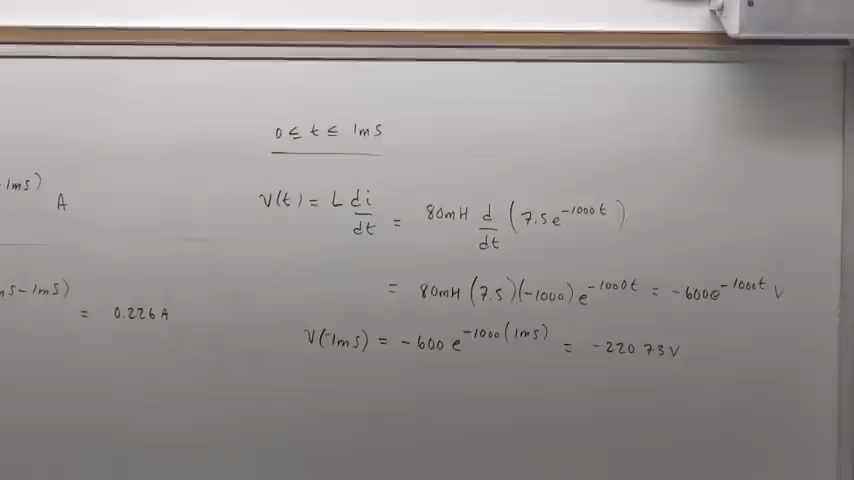 0 ≤ t ≤ 1mS
-1mS) A
V(t) = L di/dt = 80mH d/dt (7.5e^-1000t)
= 80mH (7.5)(-1000) e^-1000t = -600e^-1000t V
mS-1mS) = 0.226A
V(-1mS) = -600 e^-1000(1mS) = -220 73V